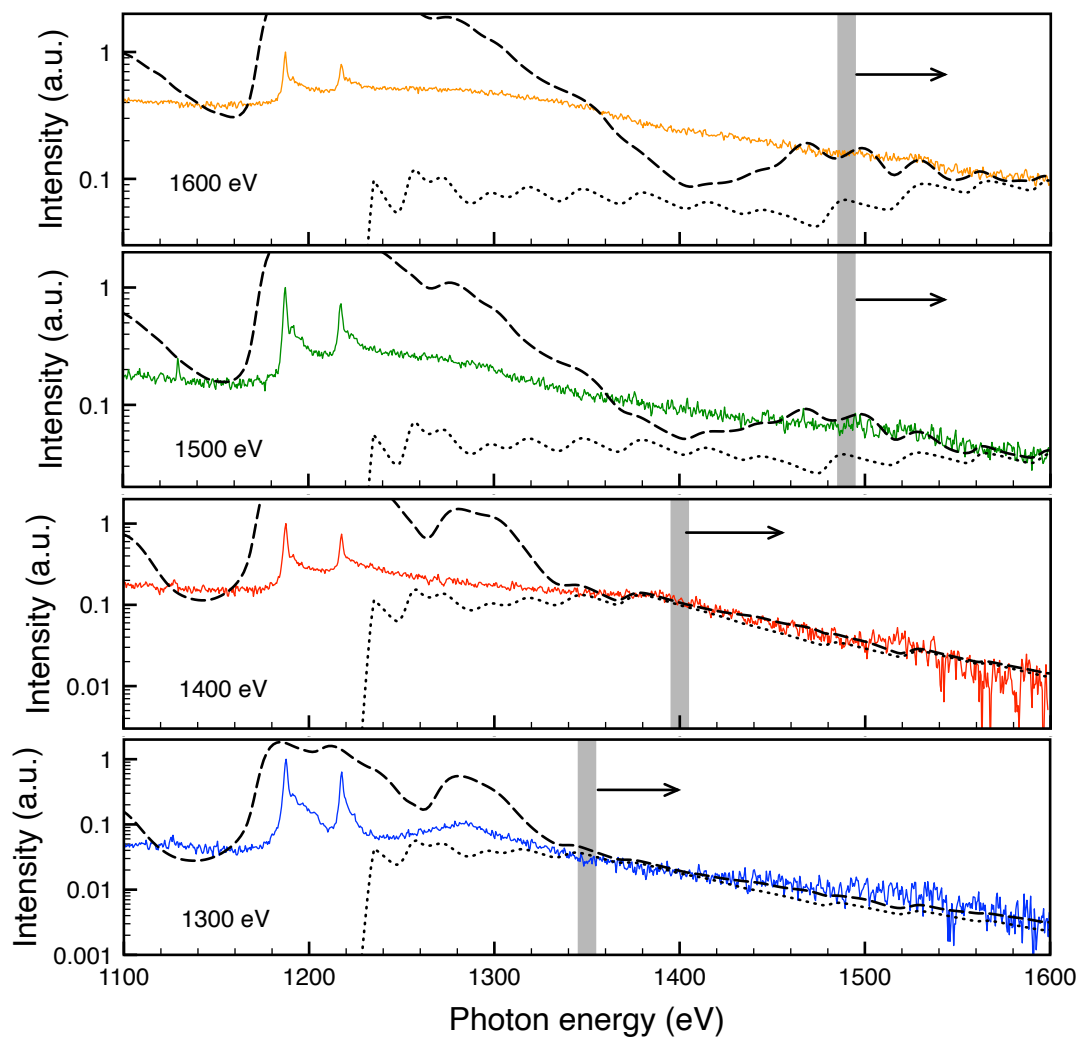 Intensity (a.u.)
1
0.1
1600 eV
Intensity (a.u.)
1
0.1
1500 eV
Intensity (a.u.)
1
0.1
0.01
1400 eV
Intensity (a.u.)
1
0.1
0.01
0.001
1300 eV
1100 1200 1300 1400 1500 1600
Photon energy (eV)